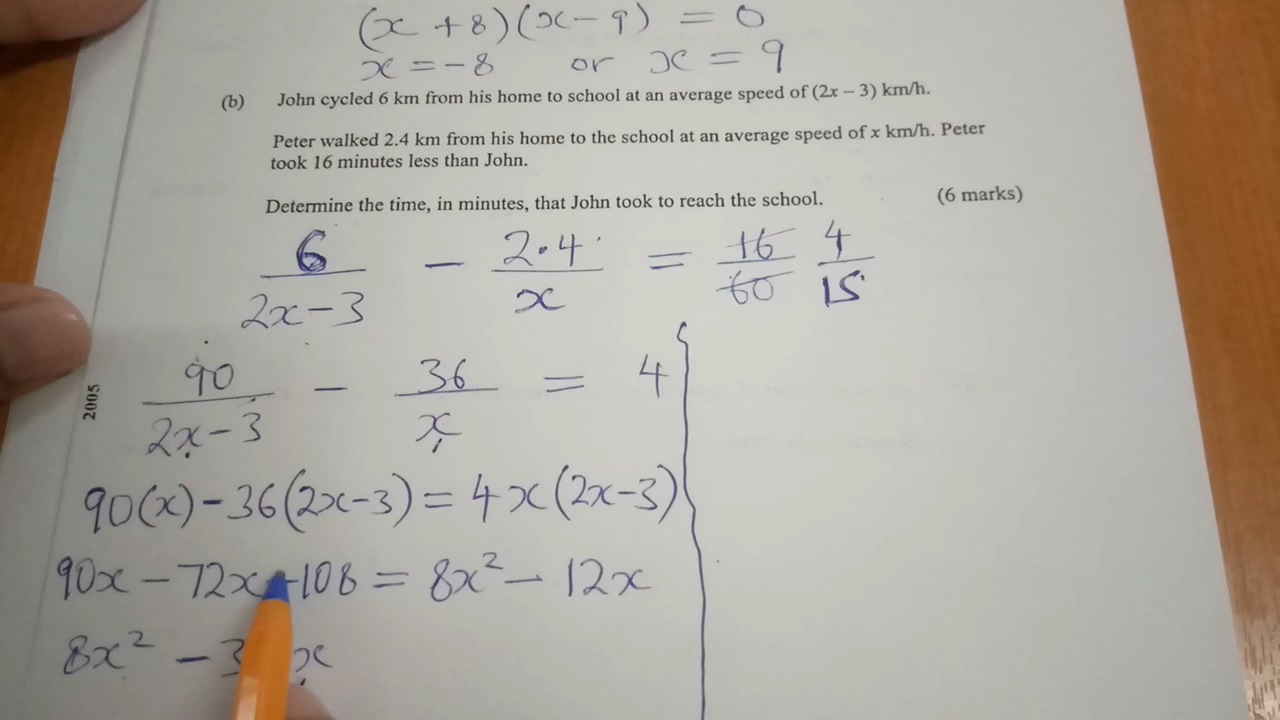 (x + 8)(x - 9) = 0
x = -8 or x = 9
(b) John cycled 6 km from his home to school at an average speed of (2x – 3) km/h.
Peter walked 2.4 km from his home to the school at an average speed of x km/h. Peter
took 16 minutes less than John.
Determine the time, in minutes, that John took to reach the school. (6 marks)
6/(2x-3) - 2.4/x = 16/60 4/15
90/(2x-3) - 36/x = 4
2005
90(x) - 36(2x-3) = 4x(2x-3)
90x - 72x +108 = 8x² - 12x
8x² - 3 x